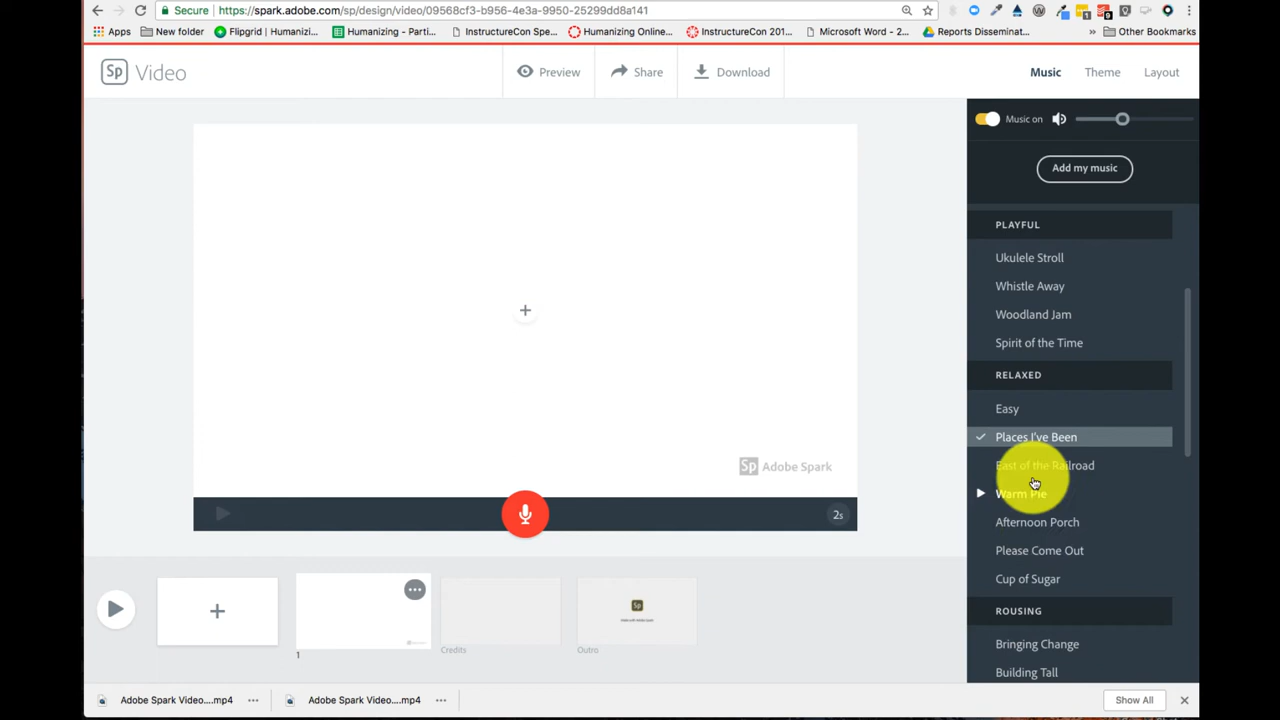 Secure https://spark.adobe.com/sp/design/video/09568cf3-b956-4e3a-9950-25299dd8a141
Apps New folder Flipgrid | Humanizi... Humanizing - Parti... InstructureCon Spe... Humanizing Online... InstructureCon 201... Microsoft Word - 2... Reports Disseminat... » Other Bookmarks
Sp Video Preview Share Download Music Theme Layout
Music on
Add my music
PLAYFUL
Ukulele Stroll
Whistle Away
Woodland Jam
Spirit of the Time
RELAXED
Easy
Places I've Been
East of the Railroad
Warm Pie
Afternoon Porch
Please Come Out
Cup of Sugar
ROUSING
Bringing Change
Building Tall
Sp Adobe Spark
2s
1
Credits
Sp
Outro
Adobe Spark Video....mp4 Adobe Spark Video....mp4 Show All